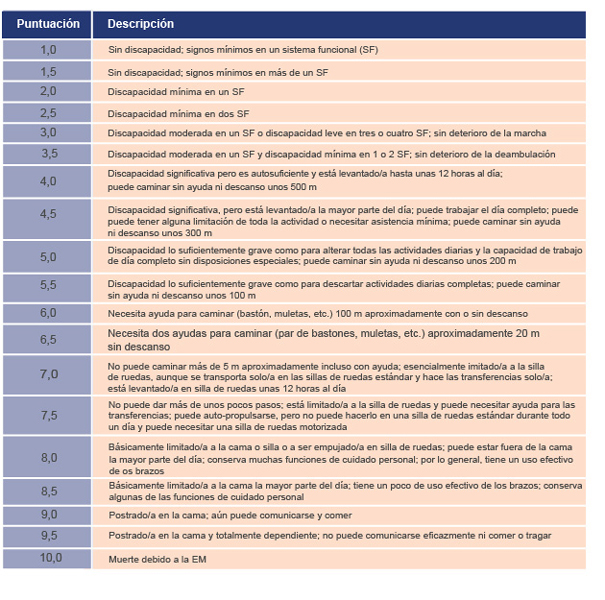 Puntuación Descripción
1,0 Sin discapacidad; signos mínimos en un sistema funcional (SF)
1,5 Sin discapacidad; signos mínimos en más de un SF
2,0 Discapacidad mínima en un SF
2,5 Discapacidad mínima en dos SF
3,0 Discapacidad moderada en un SF o discapacidad leve en tres o cuatro SF; sin deterioro de la marcha
3,5 Discapacidad moderada en un SF y discapacidad mínima en 1 o 2 SF; sin deterioro de la deambulación
4,0 Discapacidad significativa pero es autosuficiente y está levantado/a hasta unas 12 horas al día;
puede caminar sin ayuda ni descanso unos 500 m
4,5 Discapacidad significativa, pero está levantado/a la mayor parte del día; puede trabajar el día completo; puede
puede tener alguna limitación de toda la actividad o necesitar asistencia mínima; puede caminar sin ayuda
ni descanso unos 300 m
5,0 Discapacidad lo suficientemente grave como para alterar todas las actividades diarias y la capacidad de trabajo
de día completo sin disposiciones especiales; puede caminar sin ayuda ni descanso unos 200 m
5,5 Discapacidad lo suficientemente grave como para descartar actividades diarias completas; puede caminar
sin ayuda ni descanso unos 100 m
6,0 Necesita ayuda para caminar (bastón, muletas, etc.) 100 m aproximadamente con o sin descanso
6,5 Necesita dos ayudas para caminar (par de bastones, muletas, etc.) aproximadamente 20 m
sin descanso
7,0 No puede caminar más de 5 m aproximadamente incluso con ayuda; esencialmente imitado/a la silla
de ruedas, aunque se transporta solo/a en las sillas de ruedas estándar y hace las transferencias solo/a;
está levantado/a en silla de ruedas unas 12 horas al día
7,5 No puede dar más de unos pocos pasos; está limitado/a la silla de ruedas y puede necesitar ayuda para las
transferencias; puede auto-propulsarse, pero no puede hacerlo en una silla de ruedas estándar durante todo
un día y puede necesitar una silla de ruedas motorizada
8,0 Básicamente limitado/a a la cama o silla o a ser empujado/a en silla de ruedas; puede estar fuera de la cama
la mayor parte del día; conserva muchas funciones de cuidado personal; por lo general, tiene un uso efectivo
de os brazos
8,5 Básicamente limitado/a a la cama la mayor parte del día; tiene un poco de uso efectivo de los brazos; conserva
algunas de las funciones de cuidado personal
9,0 Postrado/a en la cama; aún puede comunicarse y comer
9,5 Postrado/a en la cama y totalmente dependiente; no puede comunicarse eficazmente ni comer o tragar
10,0 Muerte debido a la EM